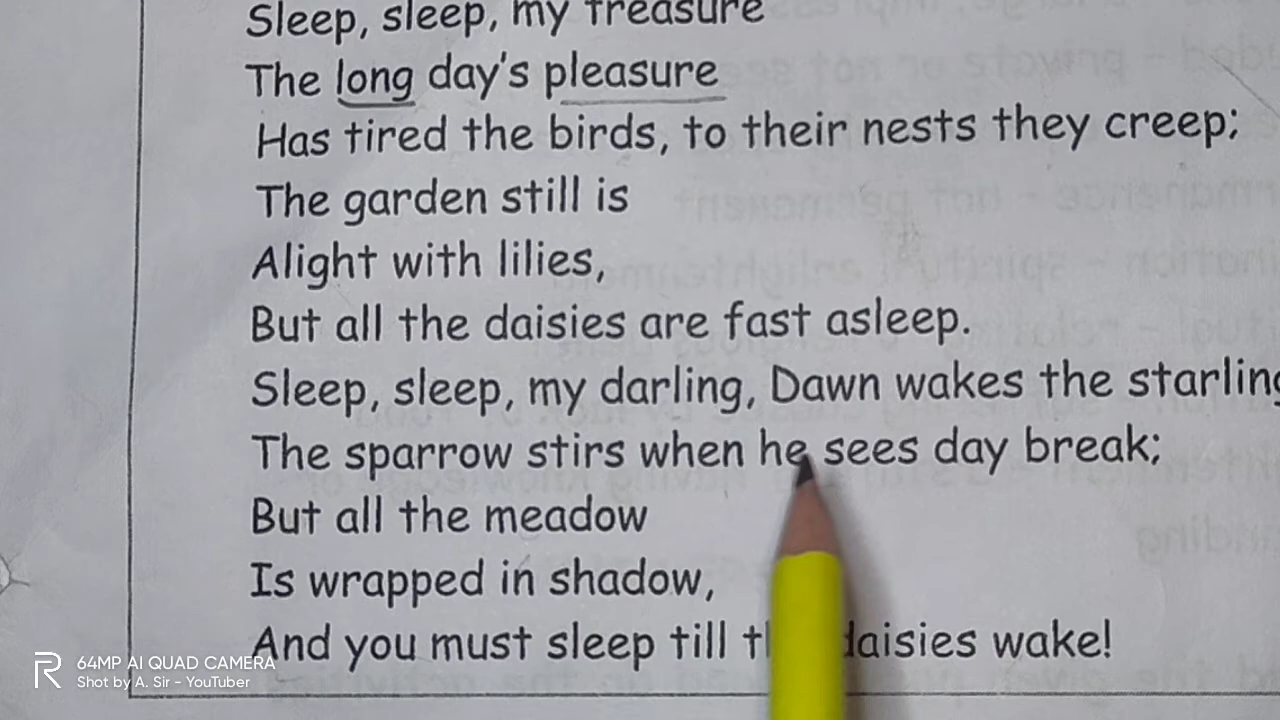 Sleep, sleep, my treasure
The long day's pleasure
Has tired the birds, to their nests they creep;
The garden still is
Alight with lilies,
But all the daisies are fast asleep.
Sleep, sleep, my darling, Dawn wakes the starling
The sparrow stirs when he sees day break;
But all the meadow
Is wrapped in shadow,
And you must sleep till daisies wake!
64MP AI QUAD CAMERA
Shot by A. Sir - YouTuber